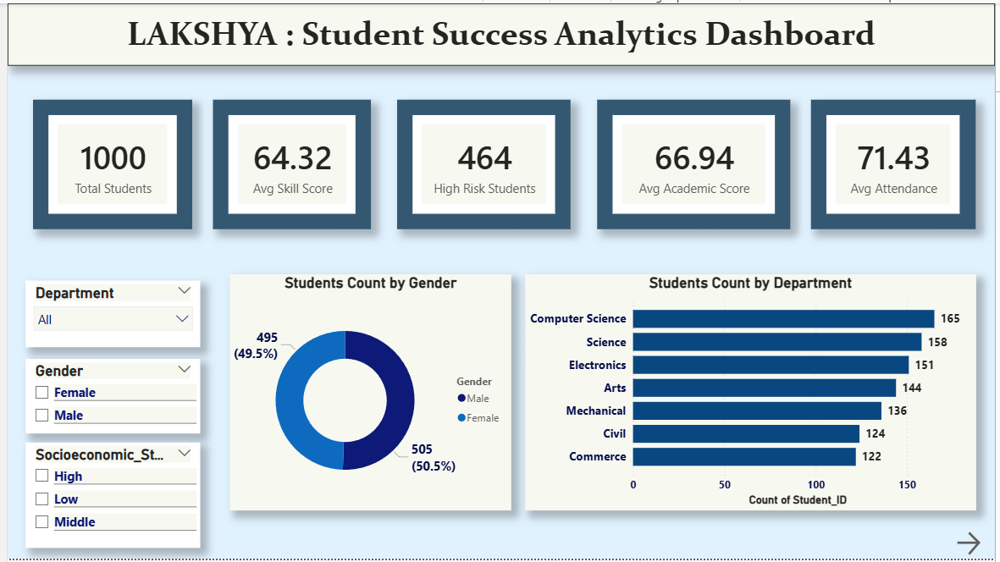 LAKSHYA : Student Success Analytics Dashboard
1000
Total Students
64.32
Avg Skill Score
464
High Risk Students
66.94
Avg Academic Score
71.43
Avg Attendance
Department
All
Gender
Female
Male
Socioeconomic_St...
High
Low
Middle
Students Count by Gender
495
(49.5%)
505
(50.5%)
Gender
Male
Female
Students Count by Department
Computer Science 165
Science 158
Electronics 151
Arts 144
Mechanical 136
Civil 124
Commerce 122
0 50 100 150
Count of Student_ID